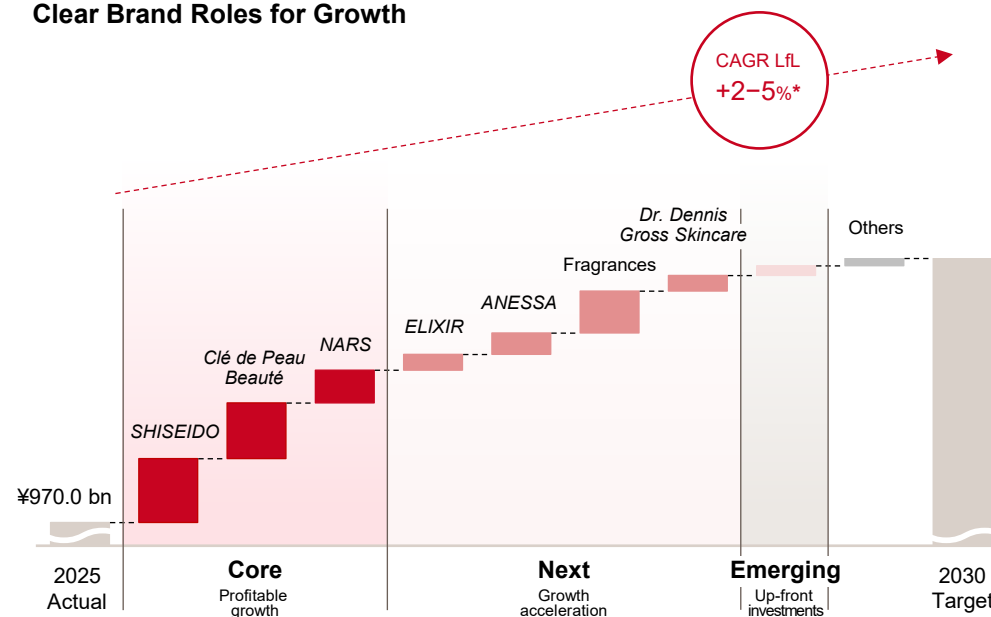 Clear Brand Roles for Growth
CAGR LfL
+2−5%*
Dr. Dennis
Gross Skincare
Others
Fragrances
ANESSA
ELIXIR
NARS
Clé de Peau
Beauté
SHISEIDO
¥970.0 bn
2025
Actual
Core
Profitable
growth
Next
Growth
acceleration
Emerging
Up-front
investments
2030
Target